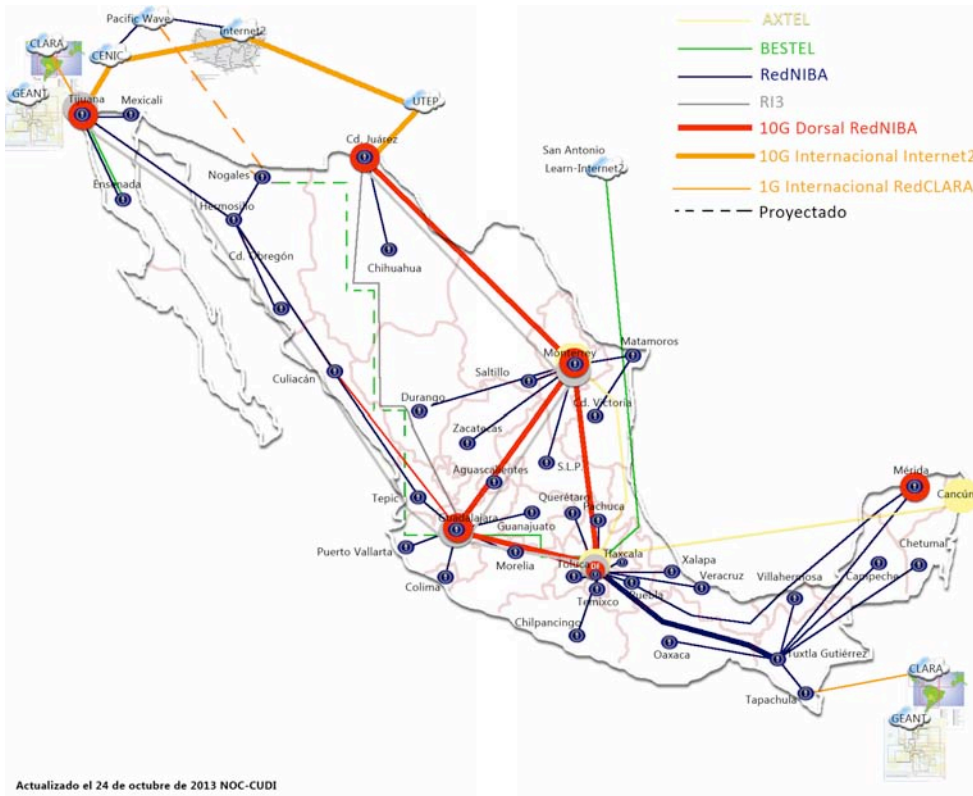 Pacific Wave
Internet2
CLARA
CENIC
GEANT
Tijuana
Mexicali
UTEP
Cd. Juárez
AXTEL
BESTEL
RedNIBA
RI3
10G Dorsal RedNIBA
10G Internacional Internet2
1G Internacional RedCLARA
Proyectado
San Antonio
Learn-Internet2
Ensenada
Nogales
Hermosillo
Cd. Obregón
Chihuahua
Culiacán
Monterrey
Matamoros
Saltillo
Durango
Cd. Victoria
Zacatecas
Aguascalientes
S.L.P.
Tepic
Guadalajara
Querétaro
Pachuca
Guanajuato
Mérida
Cancún
Puerto Vallarta
Morelia
Colima
Tlaxcala
Toluca
DF
Xalapa
Puebla
Veracruz
Temixco
Villahermosa
Campeche
Chetumal
Chilpancingo
Oaxaca
Tuxtla Gutiérrez
Tapachula
CLARA
GEANT
Actualizado el 24 de octubre de 2013 NOC-CUDI